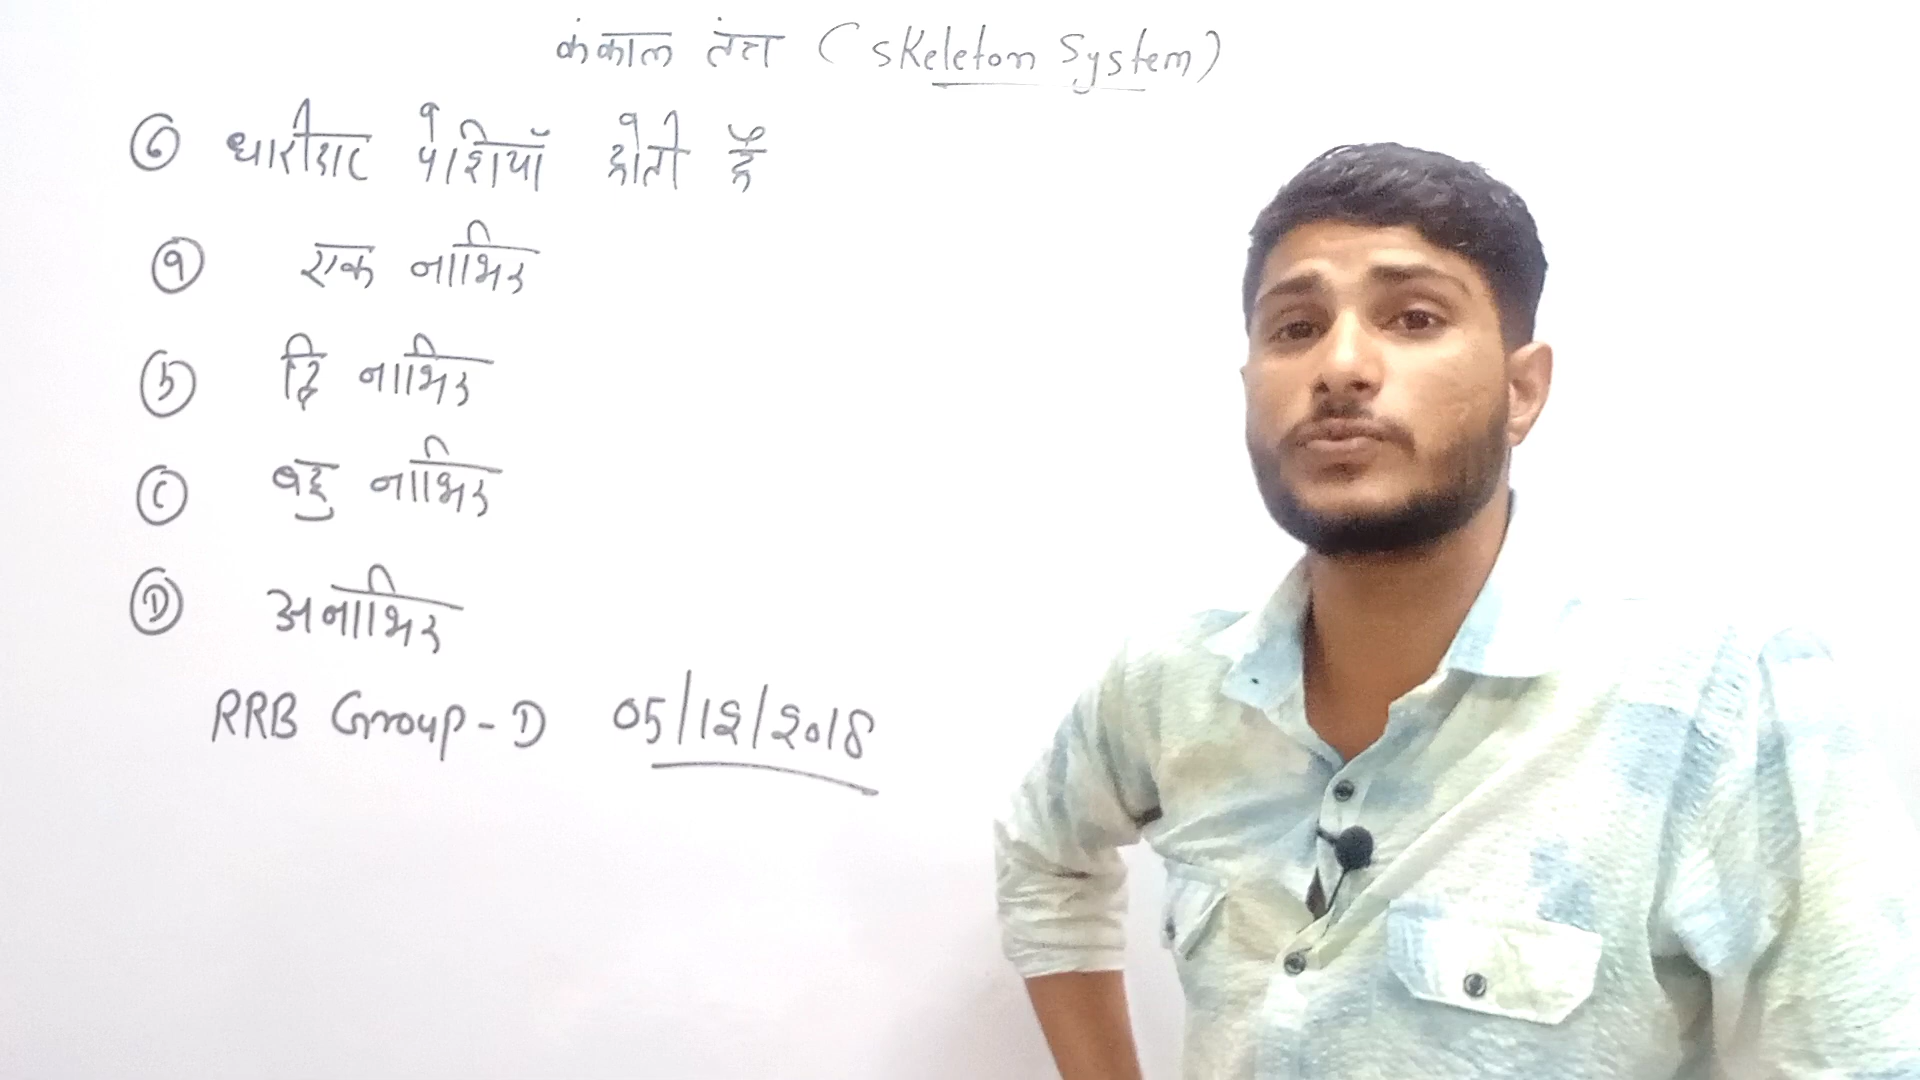 कंकाल तंत्र (Skeleton System)
6 धारीदार पेशियाँ होती है
a एक नाभिक
b द्वि नाभिक
C बहु नाभिक
D अनाभिक
RRB Group-D 05/12/2018